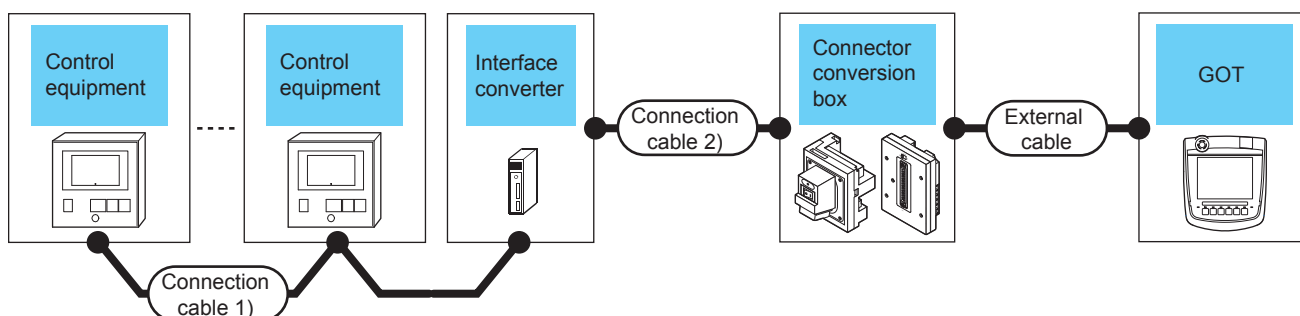 Control
equipment
Control
equipment
Interface
converter
Connector
conversion
box
GOT
Connection
cable 2)
External
cable
Connection
cable 1)